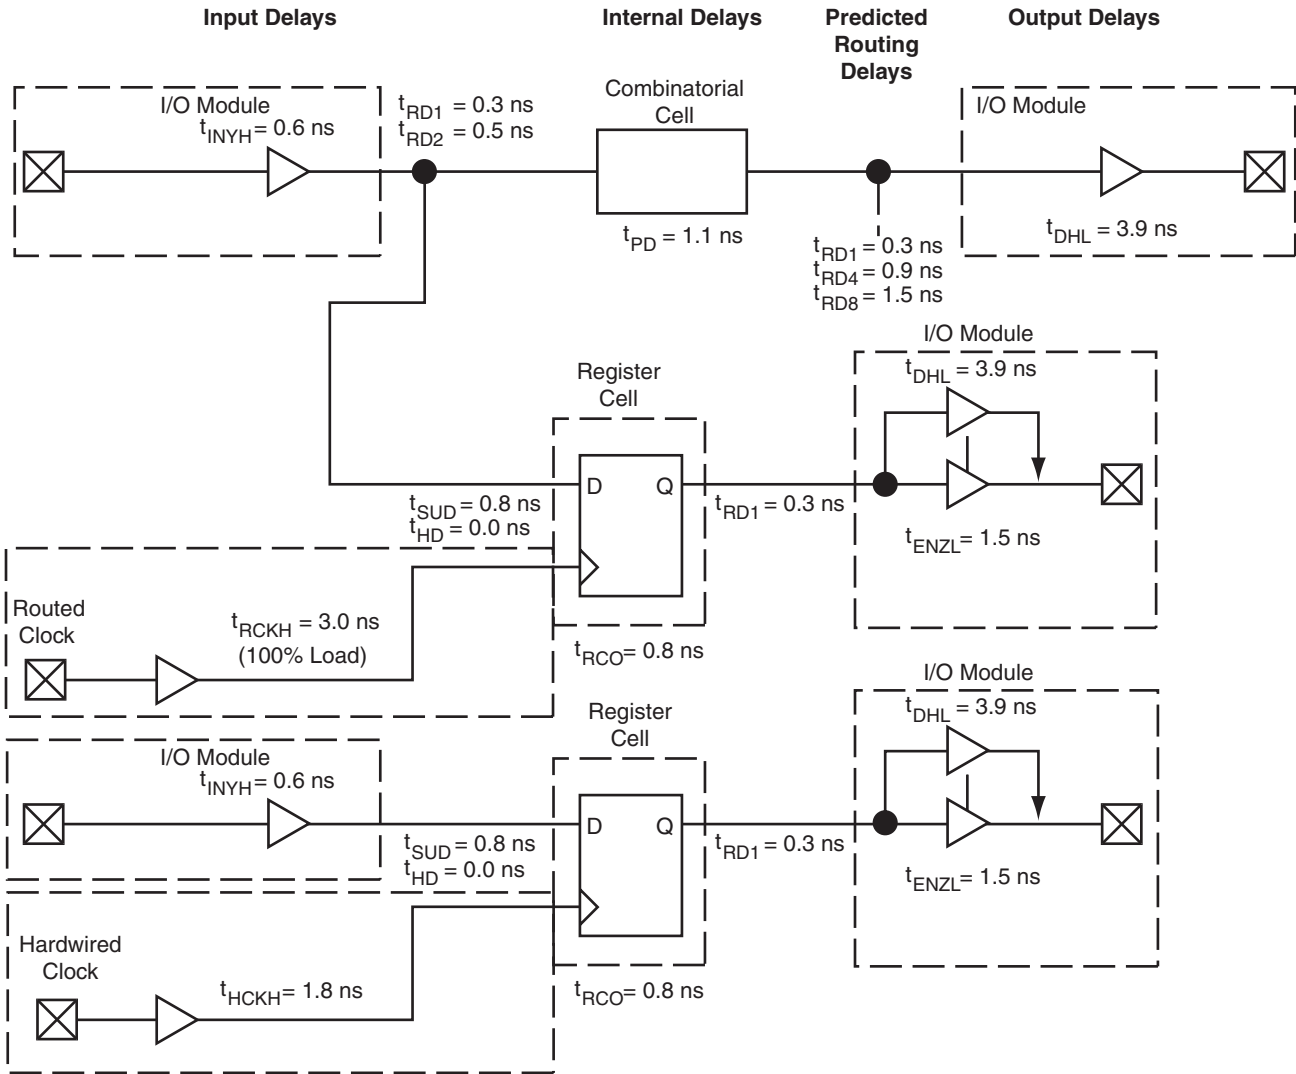 Input Delays
Internal Delays
Predicted
Routing
Delays
Output Delays
I/O Module
tINYH = 0.6 ns
tRD1 = 0.3 ns
tRD2 = 0.5 ns
Combinatorial
Cell
tPD = 1.1 ns
I/O Module
tDHL = 3.9 ns
tRD1 = 0.3 ns
tRD4 = 0.9 ns
tRD8 = 1.5 ns
I/O Module
tDHL = 3.9 ns
Register
Cell
D
Q
tSUD = 0.8 ns
tHD = 0.0 ns
tRD1 = 0.3 ns
tENZL = 1.5 ns
Routed
Clock
tRCKH = 3.0 ns
(100% Load)
tRCO = 0.8 ns
I/O Module
tDHL = 3.9 ns
Register
Cell
I/O Module
tINYH = 0.6 ns
D
Q
tSUD = 0.8 ns
tHD = 0.0 ns
tRD1 = 0.3 ns
tENZL = 1.5 ns
Hardwired
Clock
tHCKH = 1.8 ns
tRCO = 0.8 ns